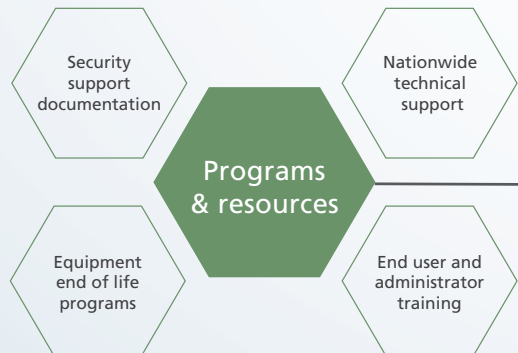 Security
support
documentation
Nationwide
technical
support
Programs
& resources
Equipment
end of life
programs
End user and
administrator
training